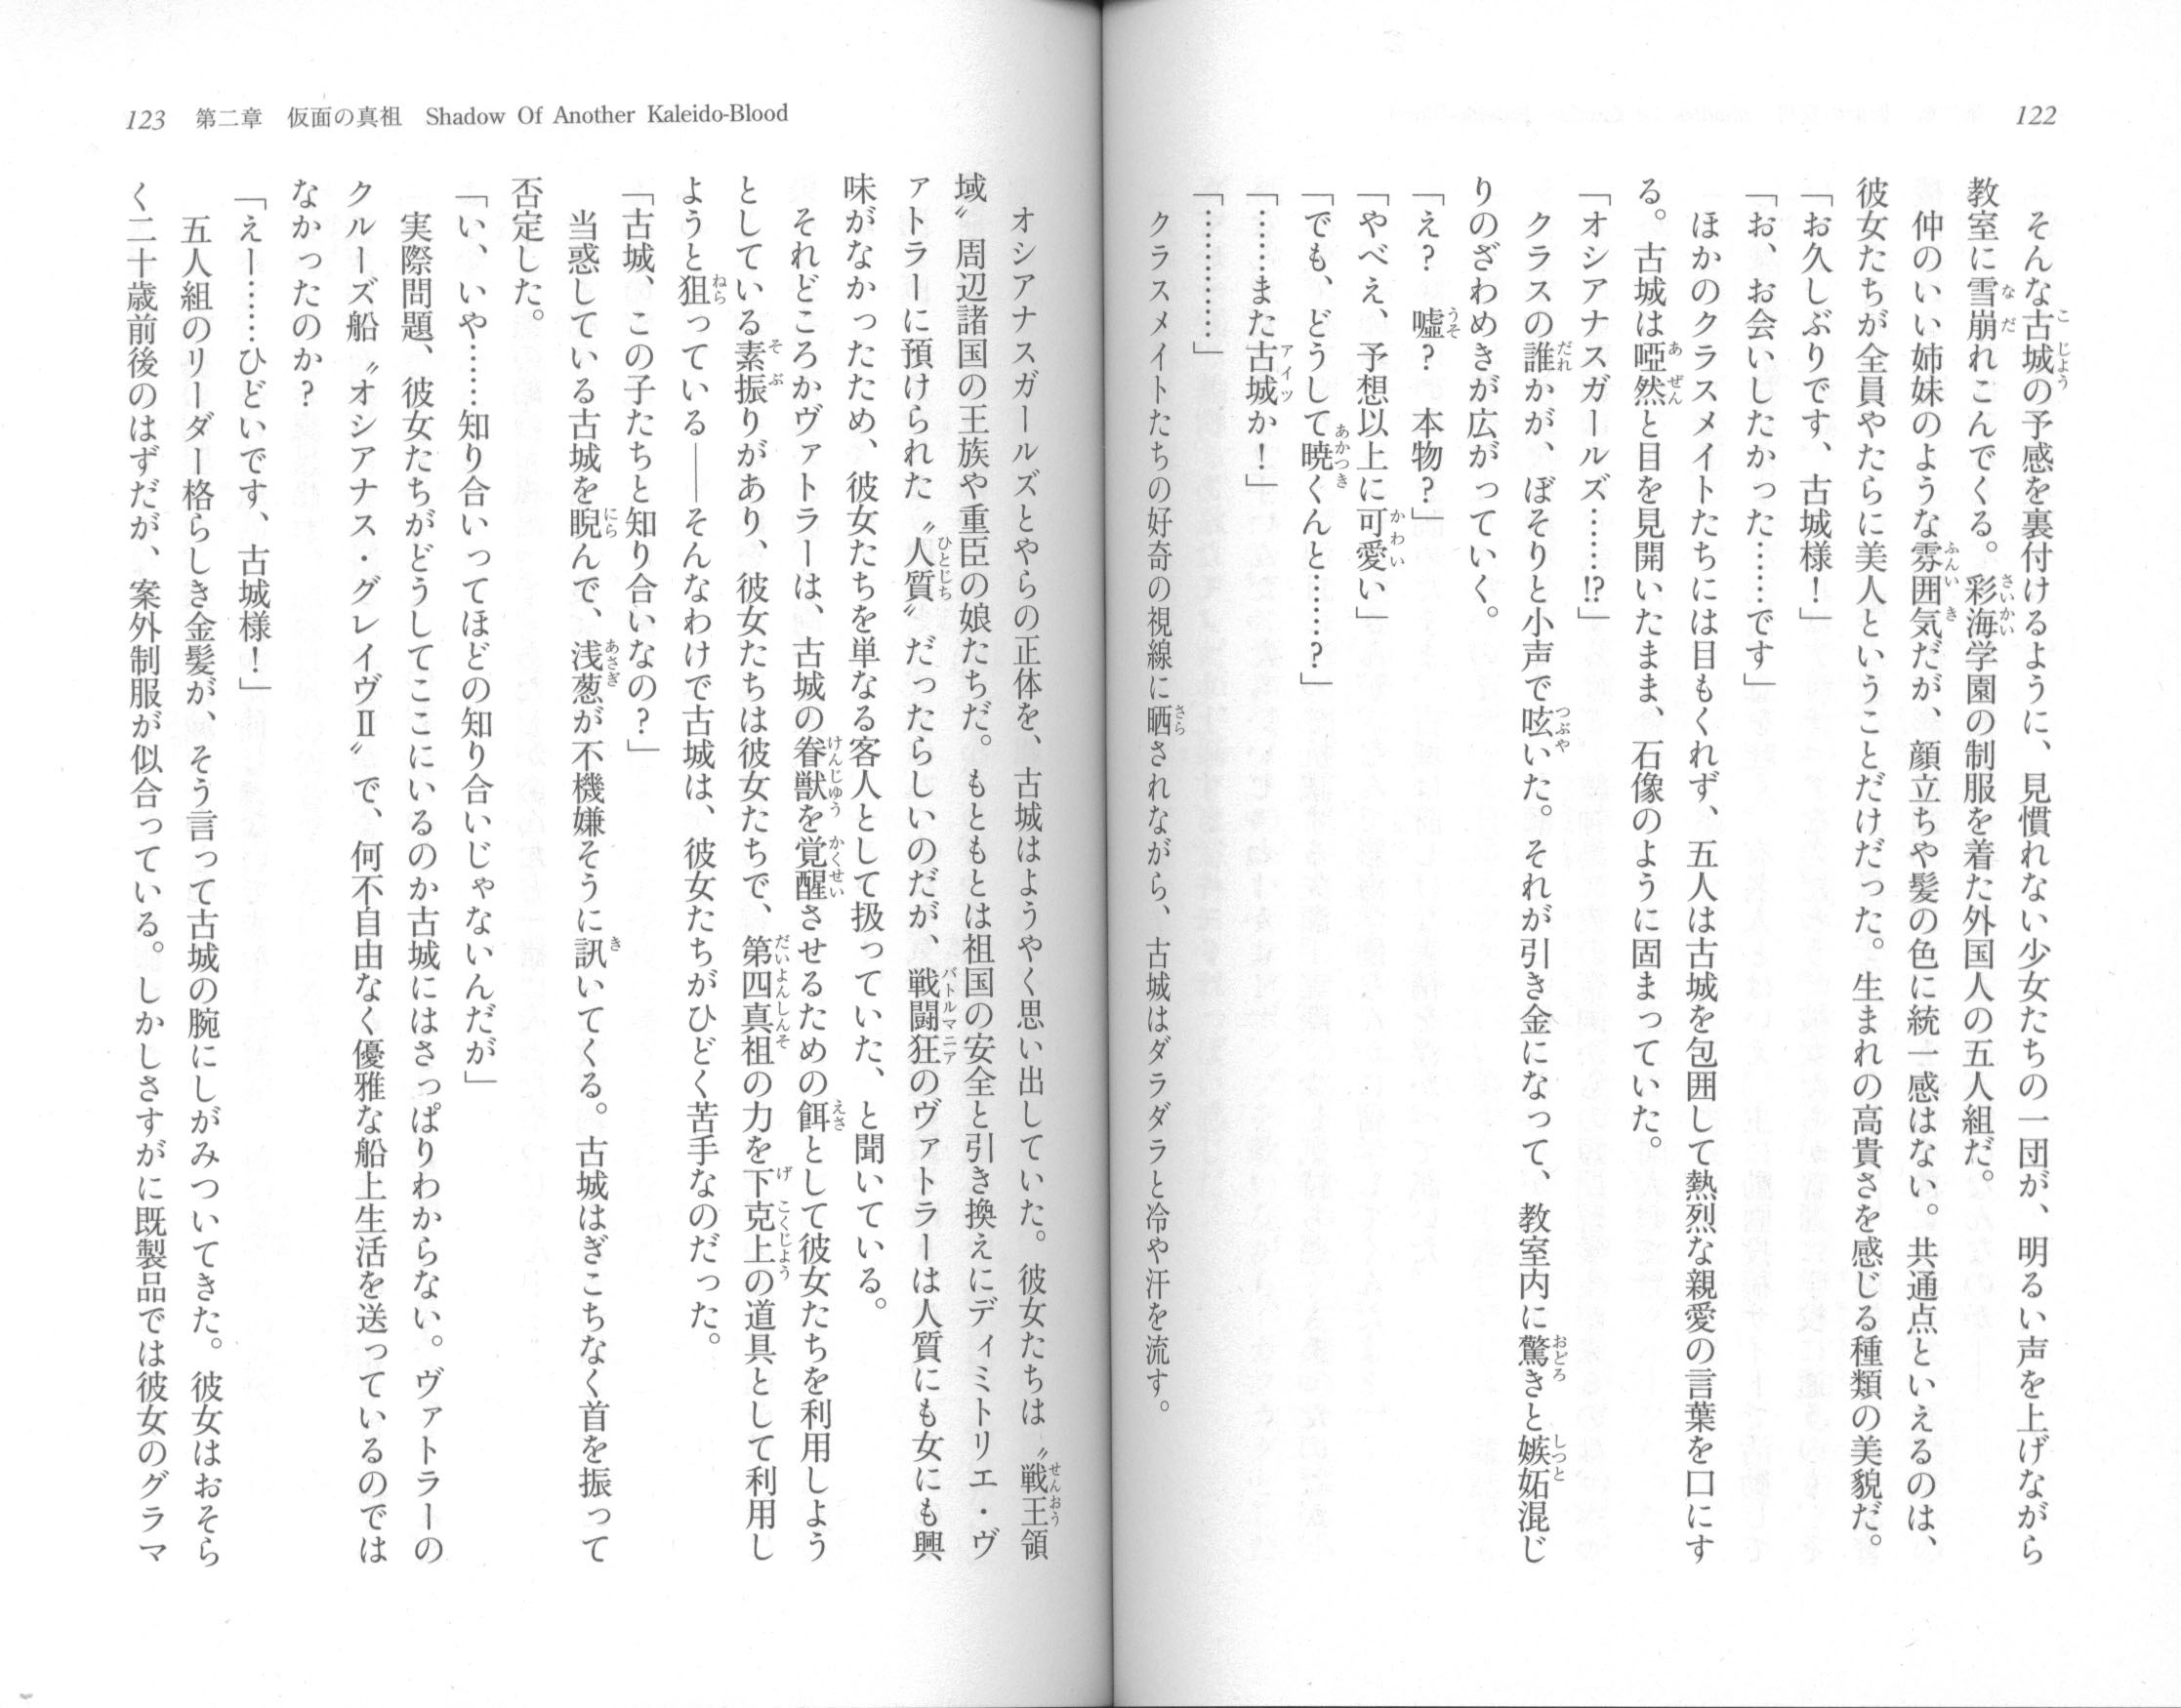 122
そんな古城の予感を裏付けるように、見慣れない少女たちの一団が、明るい声を上げながら
教室に雪崩れこんでくる。彩海学園の制服を着た外国人の五人組だ。
仲のいい姉妹のような雰囲気だが、顔立ちや髪の色に統一感はない。共通点といえるのは、
彼女たちが全員やたらに美人ということだけだった。生まれの高貴さを感じる種類の美貌だ。
「お久しぶりです、古城様！」
「お、お会いしたかった……です」
ほかのクラスメイトたちには目もくれず、五人は古城を包囲して熱烈な親愛の言葉を口にす
る。古城は啞然と目を見開いたまま、石像のように固まっていた。
「オシアナスガールズ……!?」
クラスの誰かが、ぼそりと小声で呟いた。それが引き金になって、教室内に驚きと嫉妬混じ
りのざわめきが広がっていく。
「え？　嘘？　本物？」
「やべえ、予想以上に可愛い」
「でも、どうして暁くんと……？」
「……また古城か！」
「…………」
クラスメイトたちの好奇の視線に晒されながら、古城はダラダラと冷や汗を流す。
123　第二章　仮面の真祖　Shadow Of Another Kaleido-Blood
オシアナスガールズとやらの正体を、古城はようやく思い出していた。彼女たちは〝戦王領
域〟周辺諸国の王族や重臣の娘たちだ。もともとは祖国の安全と引き換えにディミトリエ・ヴ
ァトラーに預けられた〝人質〟だったらしいのだが、戦闘狂のヴァトラーは人質にも女にも興
味がなかったため、彼女たちを単なる客人として扱っていた、と聞いている。
それどころかヴァトラーは、古城の眷獣を覚醒させるための餌として彼女たちを利用しよう
としている素振りがあり、彼女たちは彼女たちで、第四真祖の力を下克上の道具として利用し
ようと狙っている――そんなわけで古城は、彼女たちがひどく苦手なのだった。
「古城、この子たちと知り合いなの？」
当惑している古城を睨んで、浅葱が不機嫌そうに訊いてくる。古城はぎこちなく首を振って
否定した。
「い、いや……知り合いってほどの知り合いじゃないんだが」
実際問題、彼女たちがどうしてここにいるのか古城にはさっぱりわからない。ヴァトラーの
クルーズ船〝オシアナス・グレイヴⅡ〟で、何不自由なく優雅な船上生活を送っているのでは
なかったのか？
「えー……ひどいです、古城様！」
五人組のリーダー格らしき金髪が、そう言って古城の腕にしがみついてきた。彼女はおそら
く二十歳前後のはずだが、案外制服が似合っている。しかしさすがに既製品では彼女のグラマ